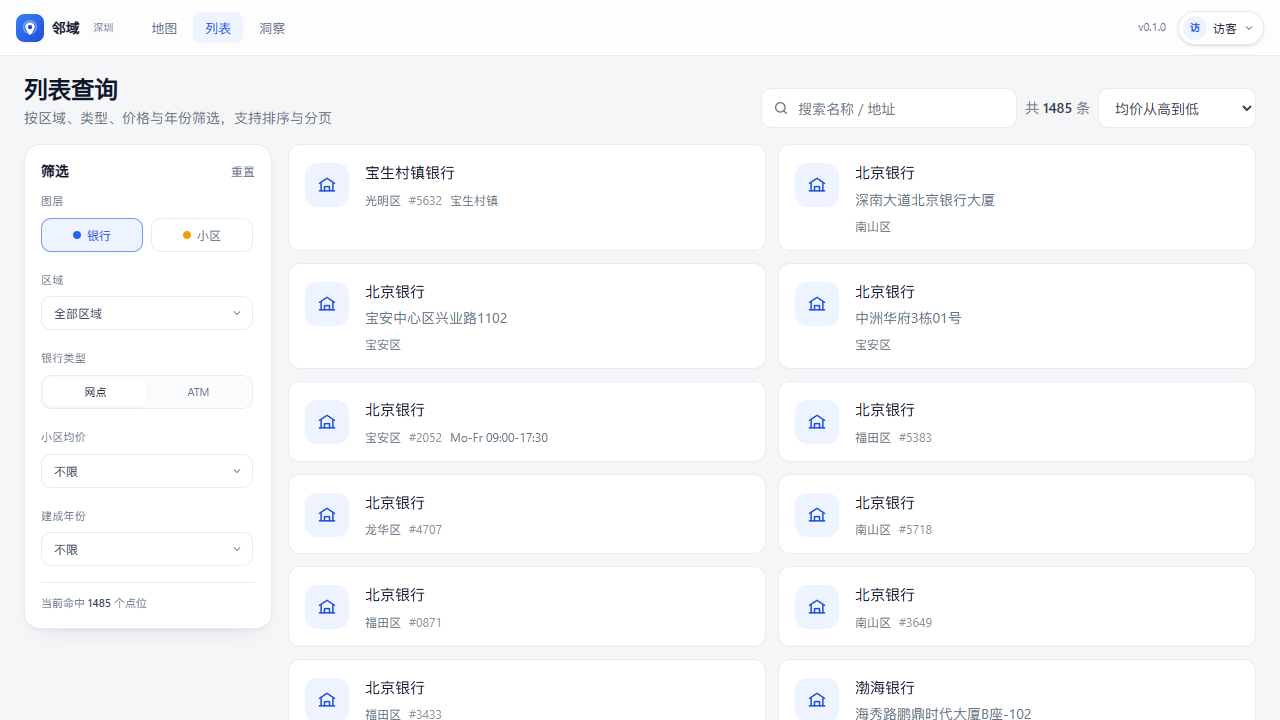 邻域
深圳
地图
列表
洞察
v0.1.0
访
访客
列表查询
按区域、类型、价格与年份筛选，支持排序与分页
搜索名称 / 地址
共 1485 条
均价从高到低
筛选
重置
图层
银行
小区
区域
全部区域
银行类型
网点
ATM
小区均价
不限
建成年份
不限
当前命中 1485 个点位
宝生村镇银行
光明区 #5632 宝生村镇
北京银行
深南大道北京银行大厦
南山区
北京银行
宝安中心区兴业路1102
宝安区
北京银行
中洲华府3栋01号
宝安区
北京银行
宝安区 #2052 Mo-Fr 09:00-17:30
北京银行
福田区 #5383
北京银行
龙华区 #4707
北京银行
南山区 #5718
北京银行
福田区 #0871
北京银行
南山区 #3649
北京银行
福田区 #3433
渤海银行
海秀路鹏鼎时代大厦B座-102